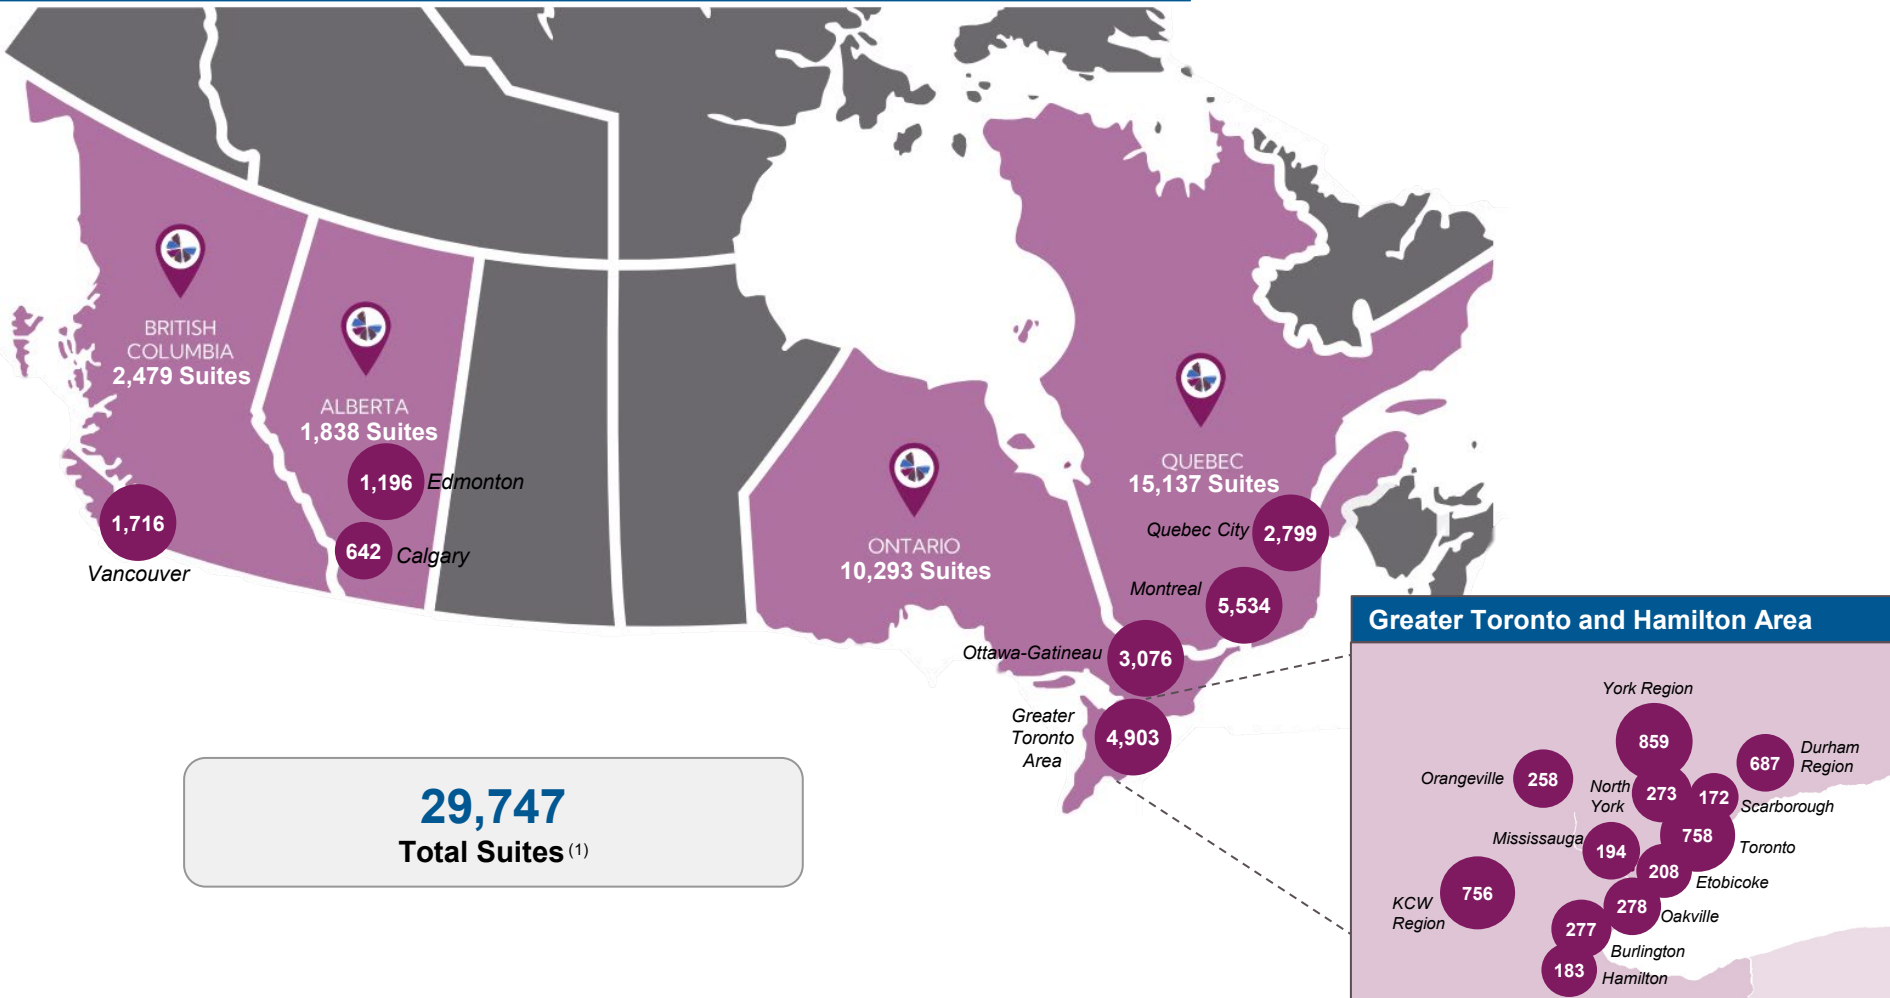 BRITISH
COLUMBIA
2,479 Suites
ALBERTA
1,838 Suites
1,196
Edmonton
642
Calgary
1,716
Vancouver
ONTARIO
10,293 Suites
QUEBEC
15,137 Suites
Quebec City
2,799
Montreal
5,534
Ottawa-Gatineau
3,076
Greater
Toronto
Area
4,903
29,747
Total Suites (1)
Greater Toronto and Hamilton Area
York Region
859
Durham
Region
687
Orangeville
258
North
York
273
172
Scarborough
Mississauga
194
758
Toronto
208
Etobicoke
KCW
Region
756
278
Oakville
277
Burlington
183
Hamilton